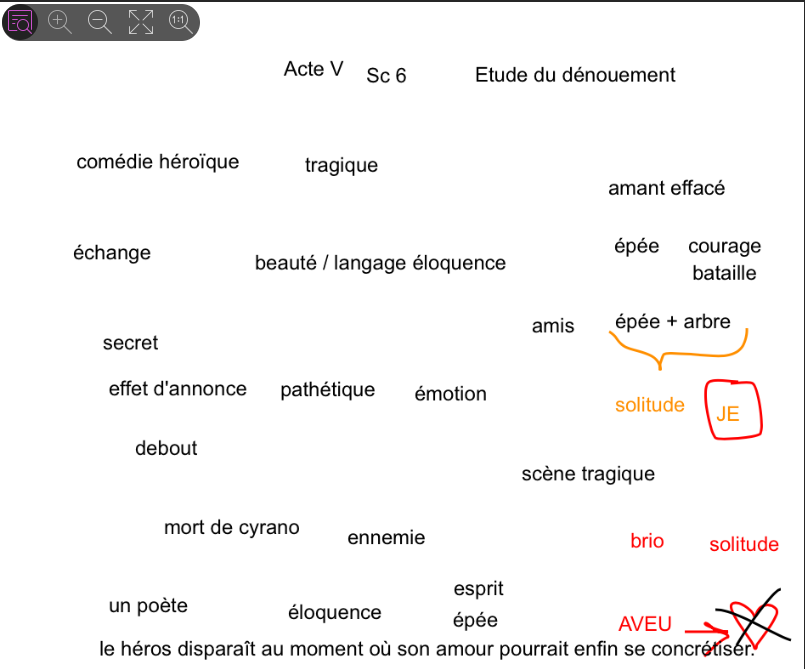 1:1
Acte V Sc 6 Etude du dénouement
comédie héroïque tragique
amant effacé
échange beauté / langage éloquence épée courage
bataille
amis épée + arbre
secret
effet d'annonce pathétique émotion
solitude JE
debout
scène tragique
mort de cyrano ennemie brio solitude
esprit
un poète éloquence épée AVEU
le héros disparaît au moment où son amour pourrait enfin se concrétiser.